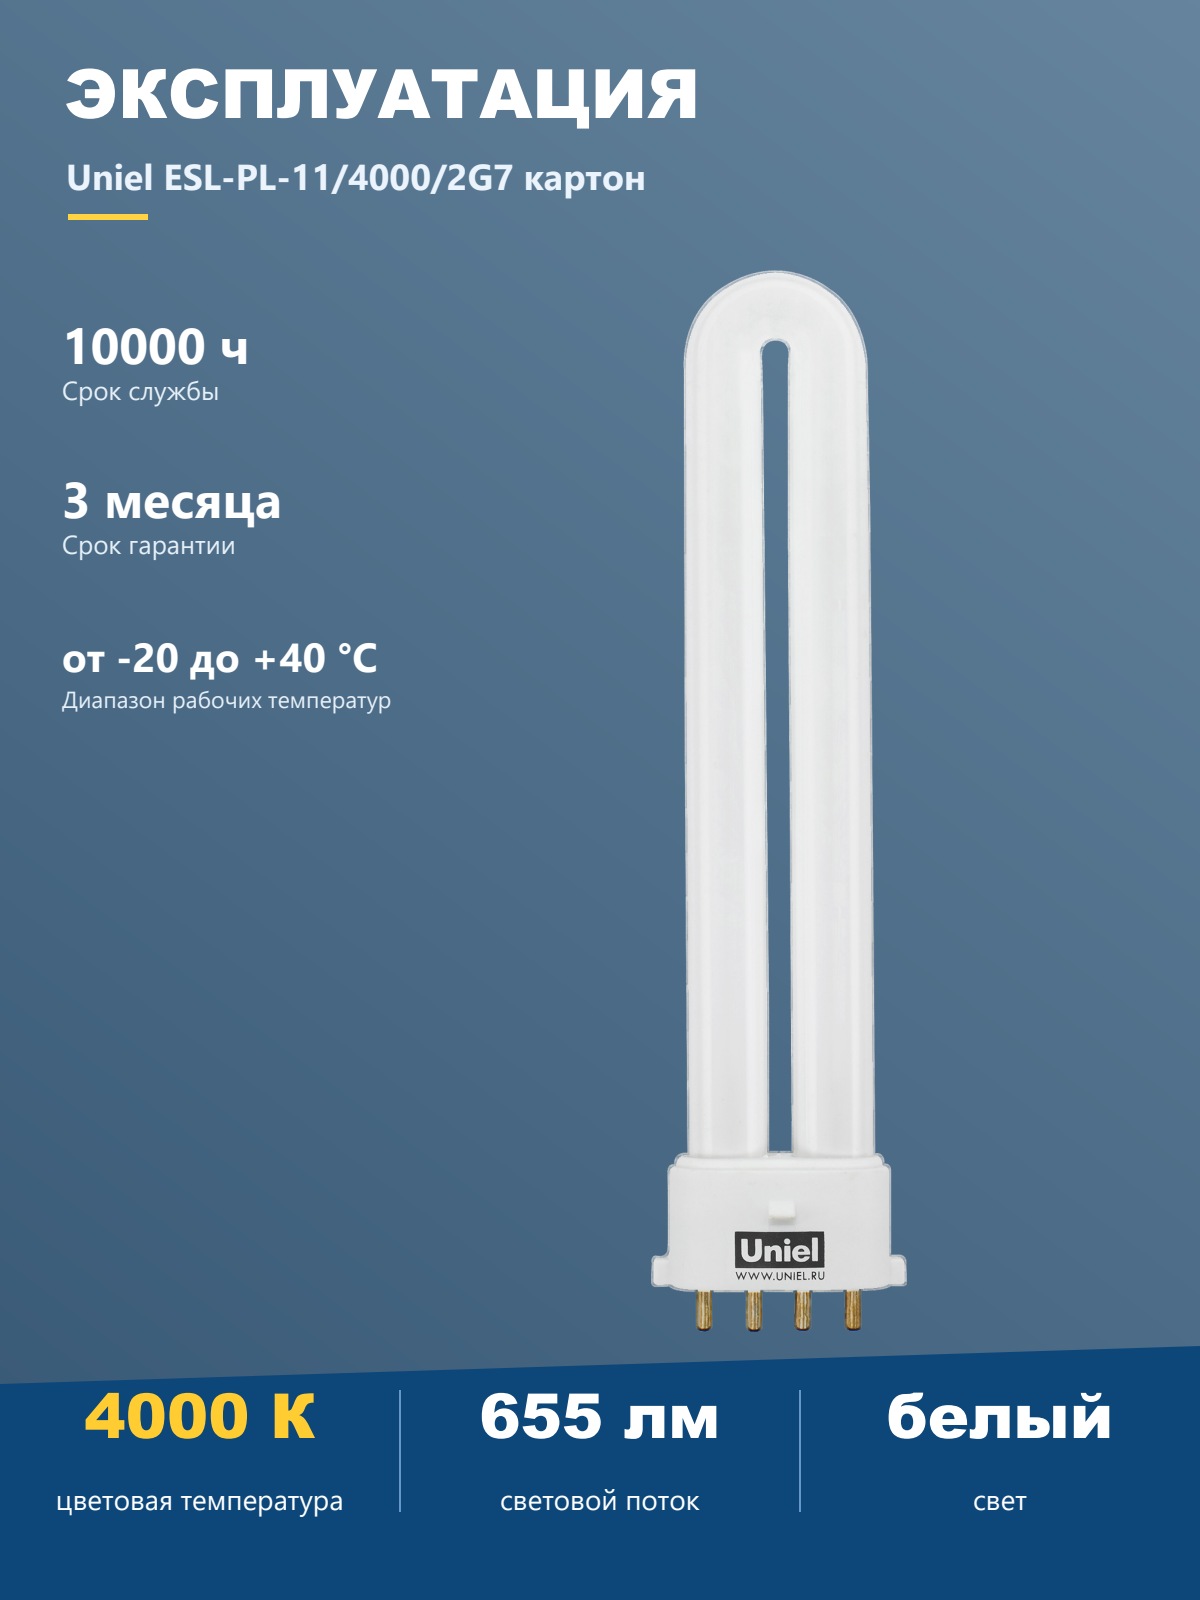 ЭКСПЛУАТАЦИЯ
Uniel ESL-PL-11/4000/2G7 картон
10000 ч
Срок службы
3 месяца
Срок гарантии
от -20 до +40 °C
Диапазон рабочих температур
Uniel
WWW.UNIEL.RU
4000 К
цветовая температура
655 лм
световой поток
белый
свет